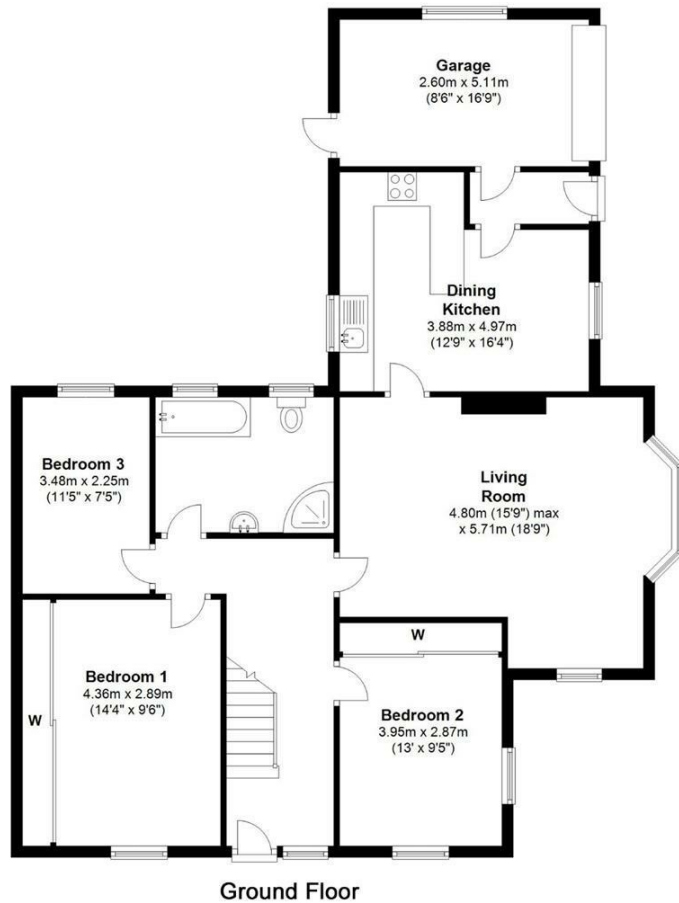 Garage
2.60m x 5.11m
(8'6" x 16'9")
Dining
Kitchen
3.88m x 4.97m
(12'9" x 16'4")
Bedroom 3
3.48m x 2.25m
(11'5" x 7'5")
Living
Room
4.80m (15'9") max
x 5.71m (18'9")
W
Bedroom 1
4.36m x 2.89m
(14'4" x 9'6")
W
Bedroom 2
3.95m x 2.87m
(13' x 9'5")
Ground Floor